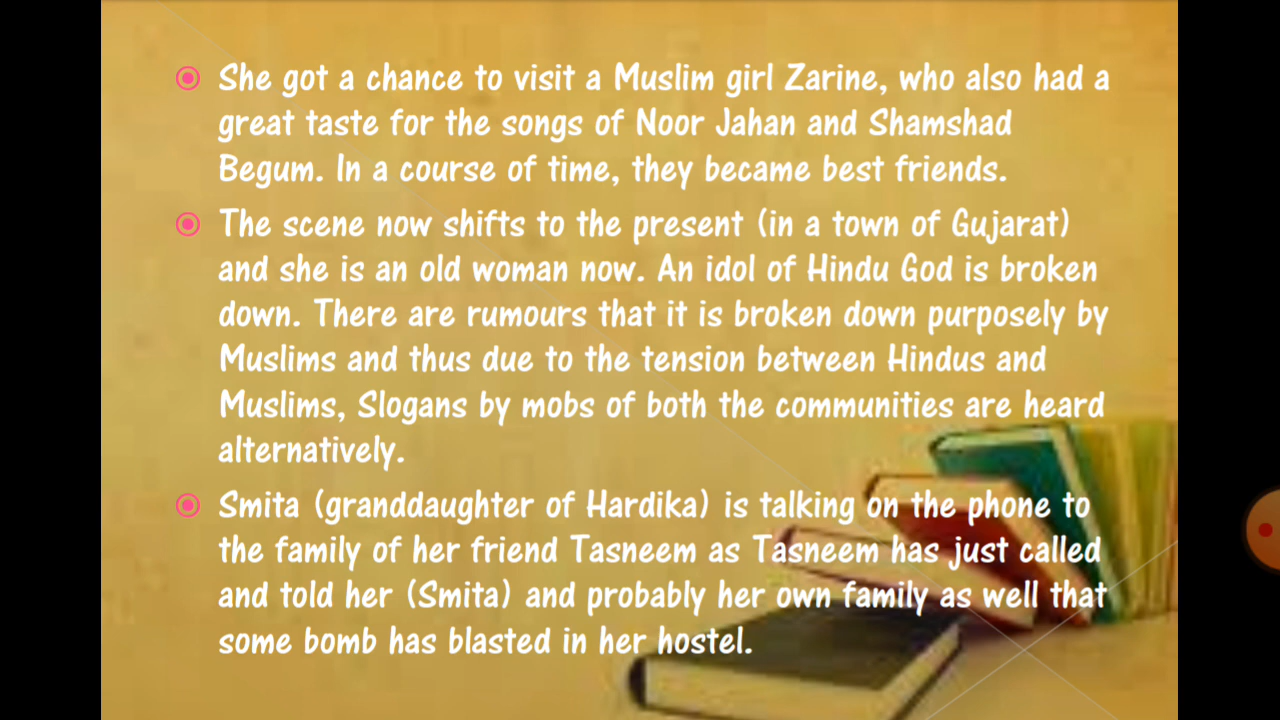 She got a chance to visit a Muslim girl Zarine, who also had a
great taste for the songs of Noor Jahan and Shamshad
Begum. In a course of time, they became best friends.
The scene now shifts to the present (in a town of Gujarat)
and she is an old woman now. An idol of Hindu God is broken
down. There are rumours that it is broken down purposely by
Muslims and thus due to the tension between Hindus and
Muslims, Slogans by mobs of both the communities are heard
alternatively.
Smita (granddaughter of Hardika) is talking on the phone to
the family of her friend Tasneem as Tasneem has just called
and told her (Smita) and probably her own family as well that
some bomb has blasted in her hostel.